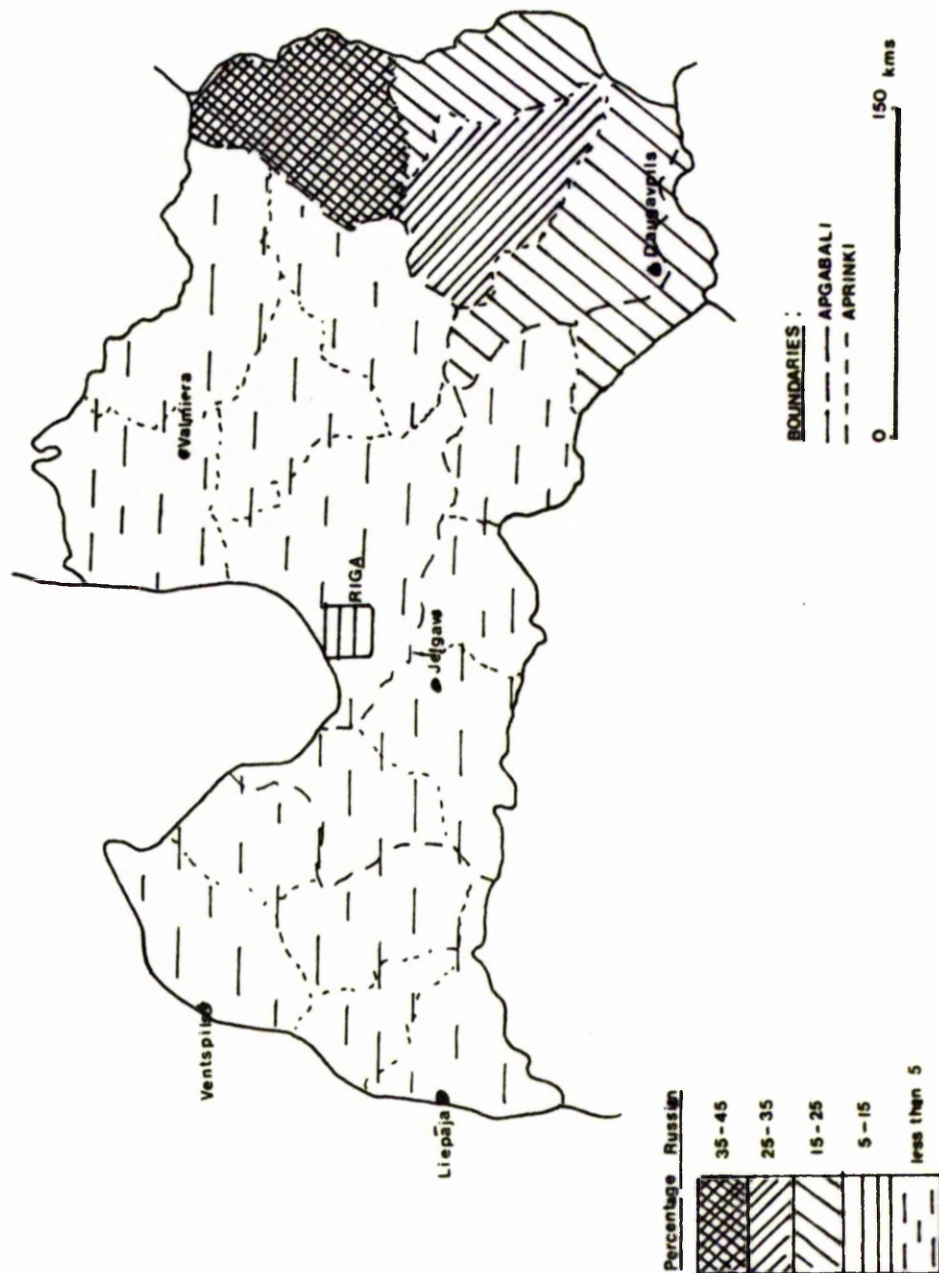 Ventspils
Valmiera
RIGA
Liepāja
Jelgava
Daugavpils
Percentage Russian
35-45
25-35
15-25
5-15
less than 5
BOUNDARIES :
APGABALI
APRINKI
0 150 kms